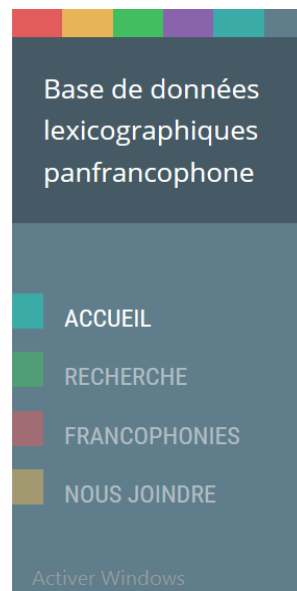 Base de données
lexicographiques
panfrancophone
ACCUEIL
RECHERCHE
FRANCOPHONIES
NOUS JOINDRE
Activer Windows